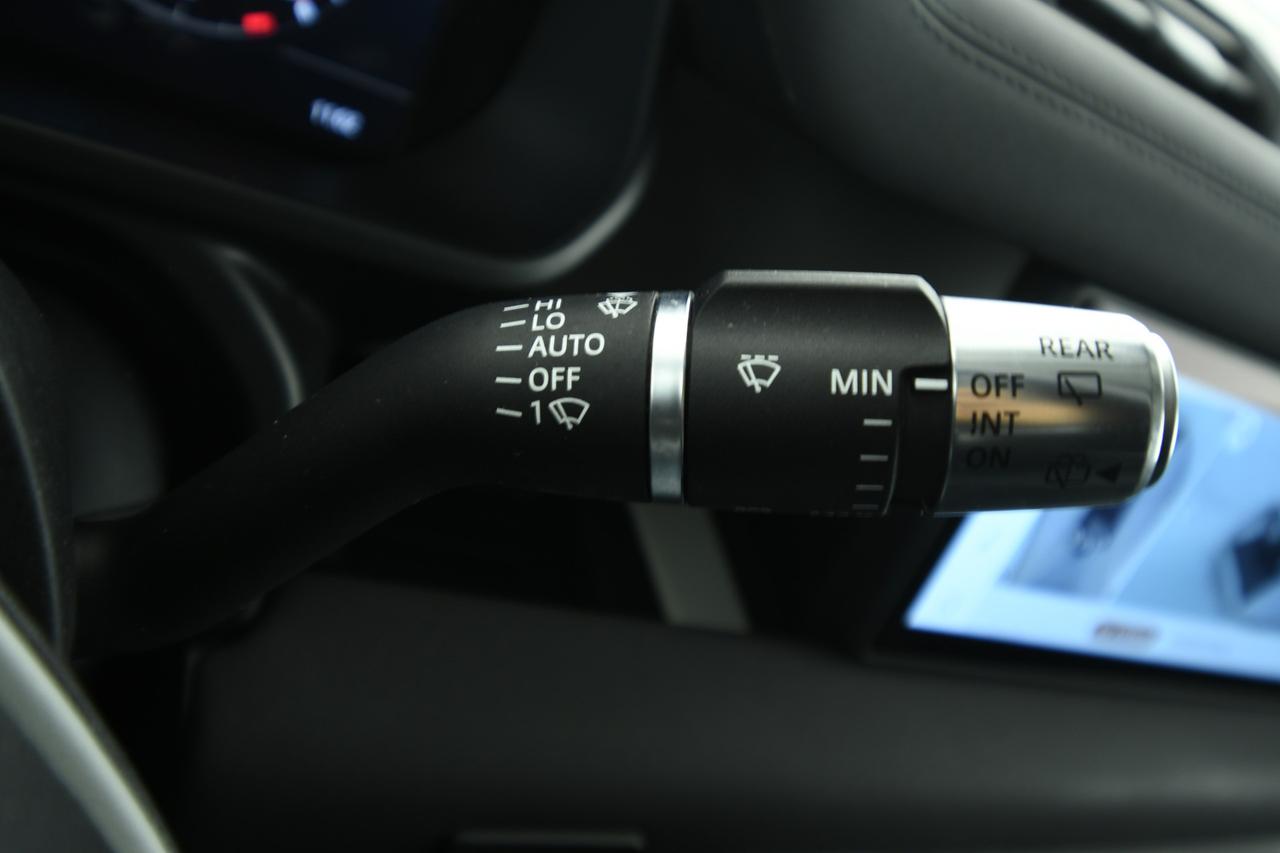 HI
LO
AUTO
OFF
1
MIN
REAR
OFF
INT
ON